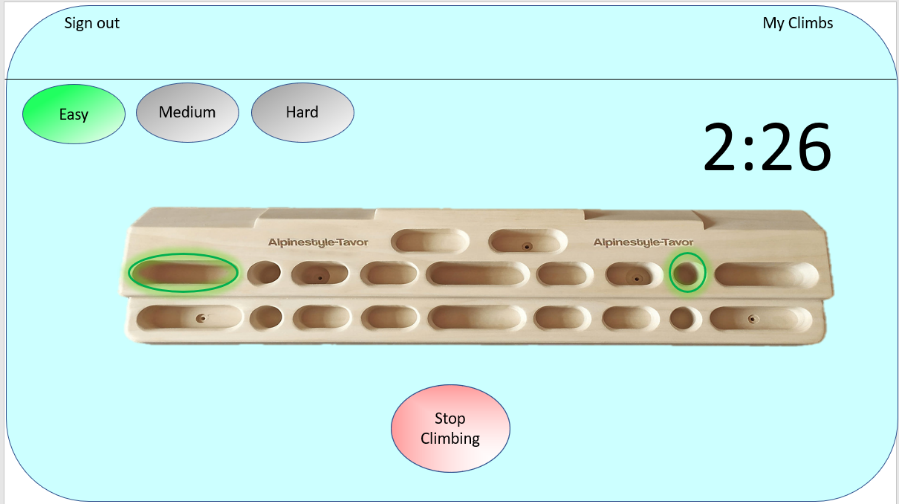 Sign out
My Climbs
Easy
Medium
Hard
2:26
Alpinestyle-Tavor
Alpinestyle-Tavor
Stop
Climbing